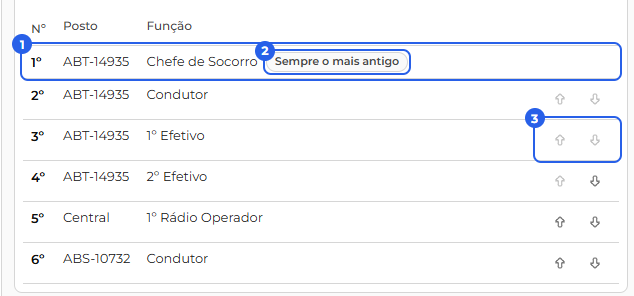 Nº Posto Função
1
2
1º ABT-14935 Chefe de Socorro Sempre o mais antigo
2º ABT-14935 Condutor
3
3º ABT-14935 1º Efetivo
4º ABT-14935 2º Efetivo
5º Central 1º Rádio Operador
6º ABS-10732 Condutor